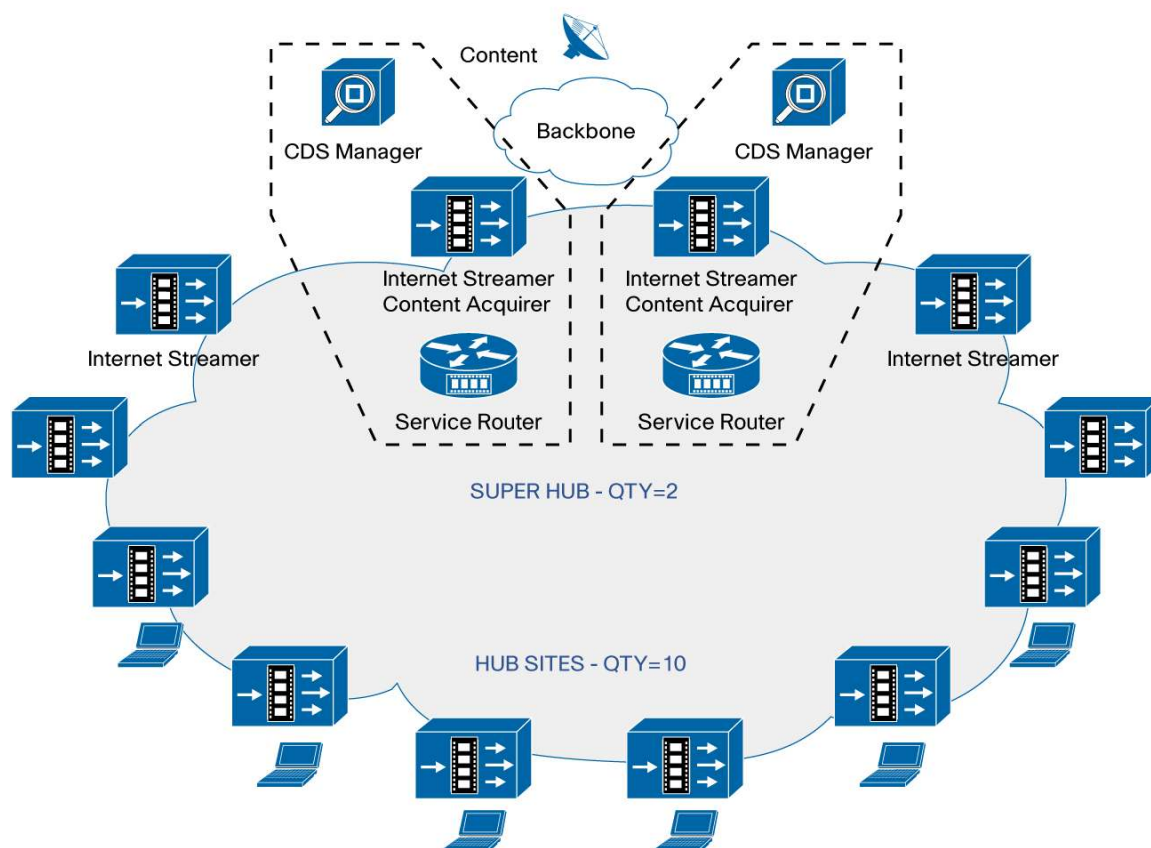 Content
Backbone
CDS Manager
CDS Manager
Internet Streamer
Content Acquirer
Internet Streamer
Content Acquirer
Internet Streamer
Internet Streamer
Service Router
Service Router
SUPER HUB - QTY=2
HUB SITES - QTY=10